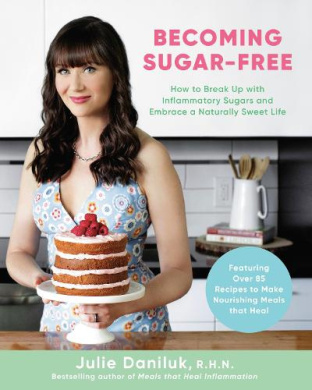 BECOMING
SUGAR-FREE
How to Break Up with
Inflammatory Sugars and
Embrace a Naturally Sweet Life
Featuring
Over 85
Recipes to Make
Nourishing Meals
that Heal
Julie Daniluk, R.H.N.
Bestselling author of Meals that Heal Inflammation